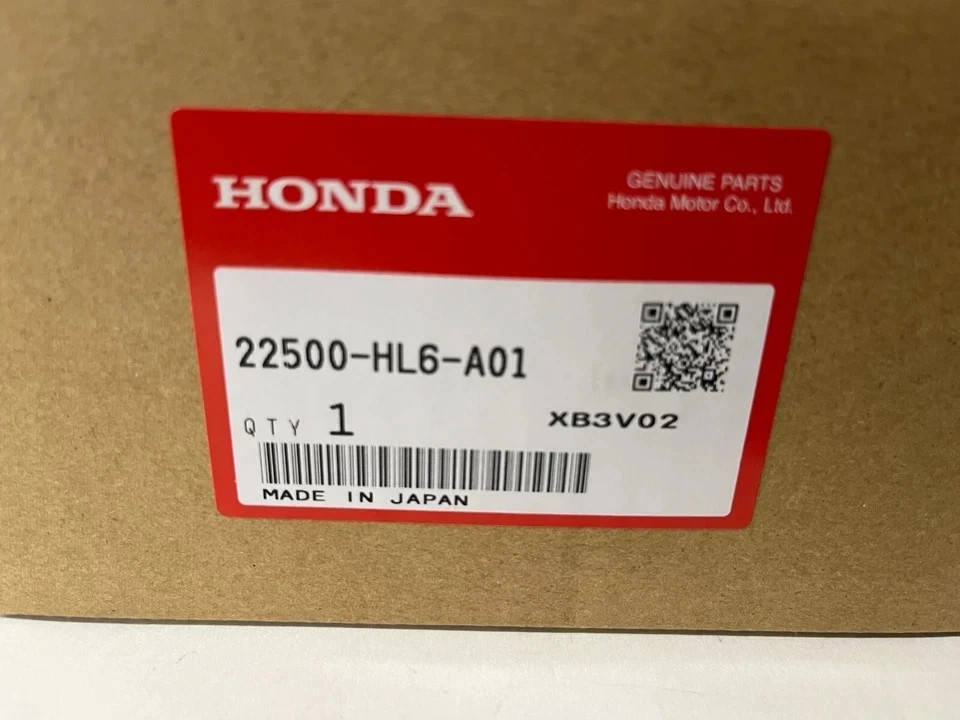 HONDA
GENUINE PARTS
Honda Motor Co., Ltd.
22500-HL6-A01
QTY 1
XB3V02
MADE IN JAPAN